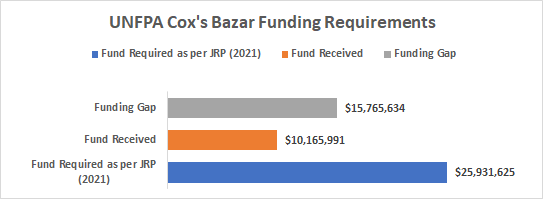 UNFPA Cox's Bazar Funding Requirements
Fund Required as per JRP (2021) Fund Received Funding Gap
Funding Gap $15,765,634
Fund Received $10,165,991
Fund Required as per JRP
(2021) $25,931,625